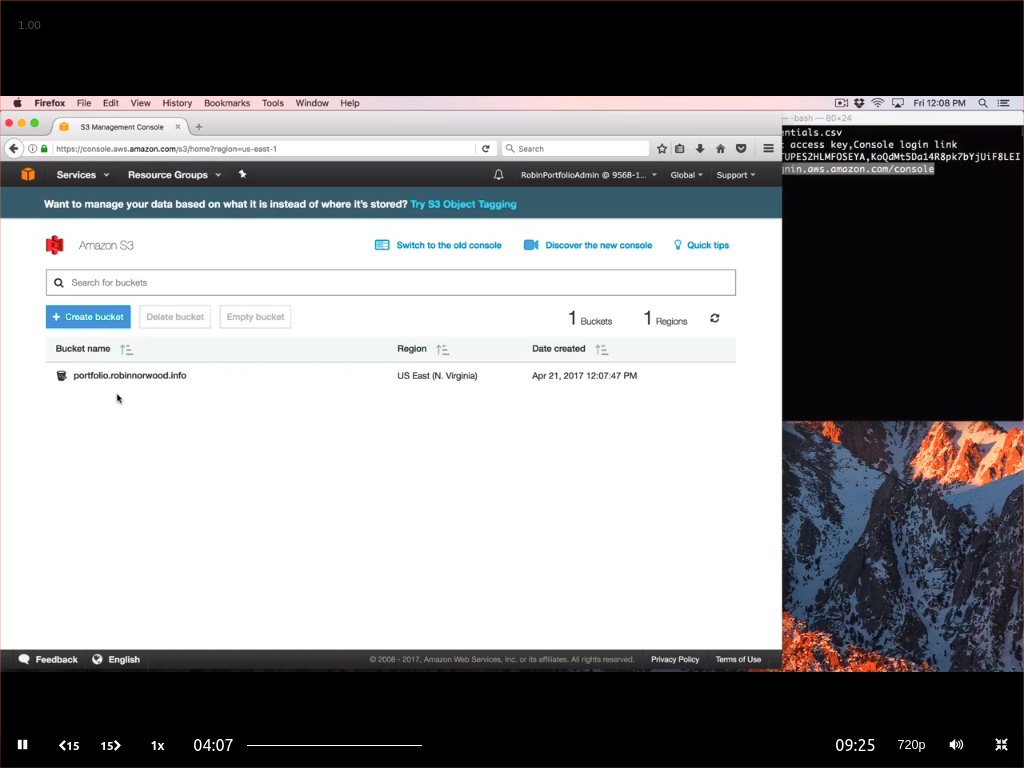 1.00
Firefox File Edit View History Bookmarks Tools Window Help
Fri 12:08 PM
S3 Management Console
-bash — 80×24
https://console.aws.amazon.com/s3/home?region=us-east-1
Search
entials.csv
access key,Console login link
nin.aws.amazon.com/console
Services
Resource Groups
RobinPortfolioAdmin @ 9568-1...
Global
Support
Want to manage your data based on what it is instead of where it's stored? Try S3 Object Tagging
Amazon S3
Switch to the old console
Discover the new console
Quick tips
Search for buckets
+ Create bucket
Delete bucket
Empty bucket
1 Buckets
1 Regions
Bucket name
Region
Date created
portfolio.robinnorwood.info
US East (N. Virginia)
Apr 21, 2017 12:07:47 PM
Feedback
English
© 2008 - 2017, Amazon Web Services, Inc. or its affiliates. All rights reserved.
Privacy Policy
Terms of Use
15
15
1x
04:07
09:25
720p